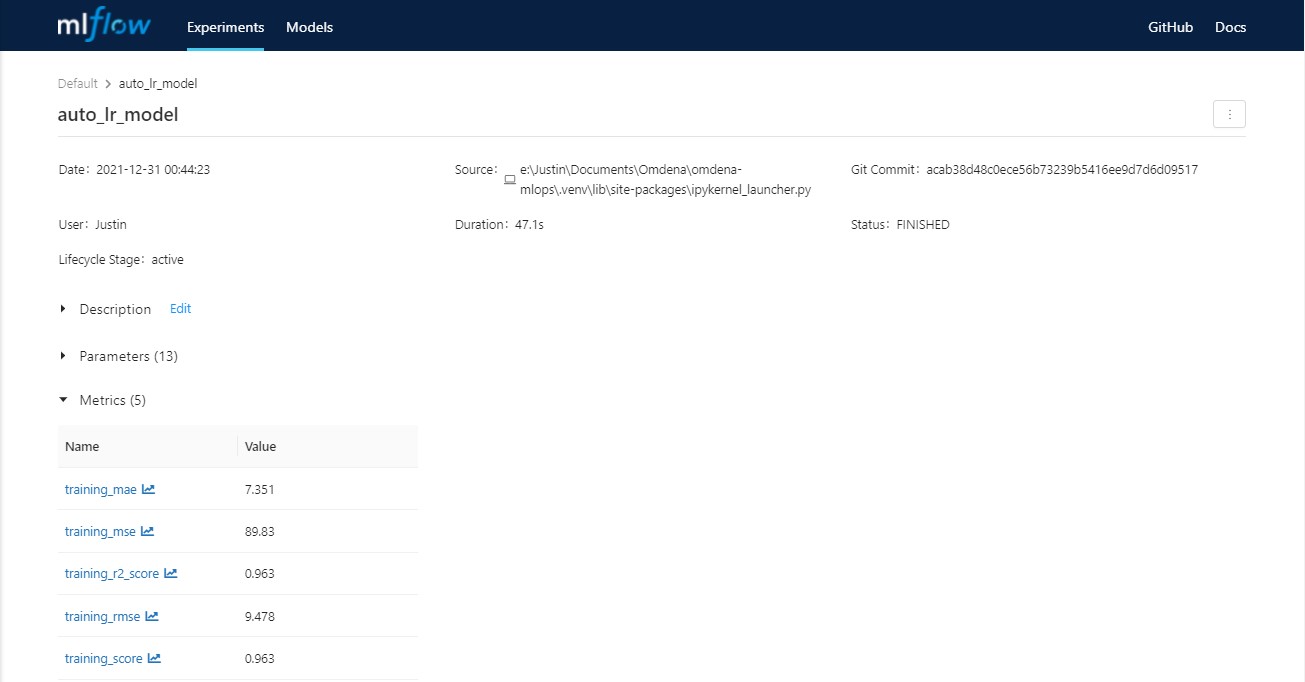 mlflow Experiments Models GitHub Docs
Default > auto_lr_model
auto_lr_model
Date: 2021-12-31 00:44:23
Source: e:\Justin\Documents\Omdena\omdena-
mlops\.venv\lib\site-packages\ipykernel_launcher.py
Git Commit: acab38d48c0ece56b73239b5416ee9d7d6d09517
User: Justin
Duration: 47.1s
Status: FINISHED
Lifecycle Stage: active
Description Edit
Parameters (13)
Metrics (5)
Name Value
training_mae 7.351
training_mse 89.83
training_r2_score 0.963
training_rmse 9.478
training_score 0.963